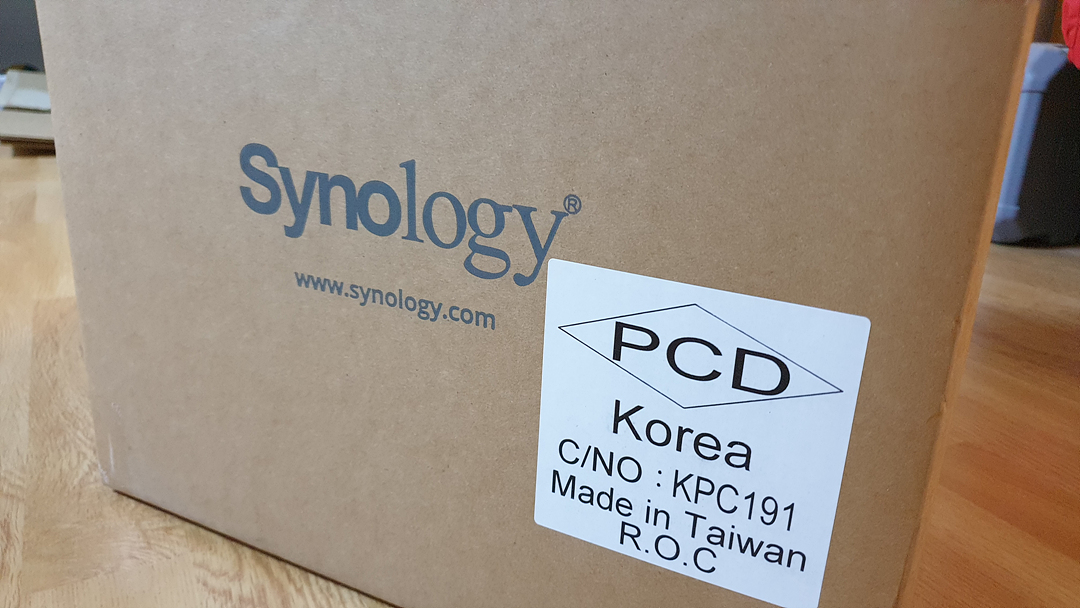 Synology®
www.synology.com
PCD
Korea
C/NO : KPC191
Made in Taiwan
R.O.C